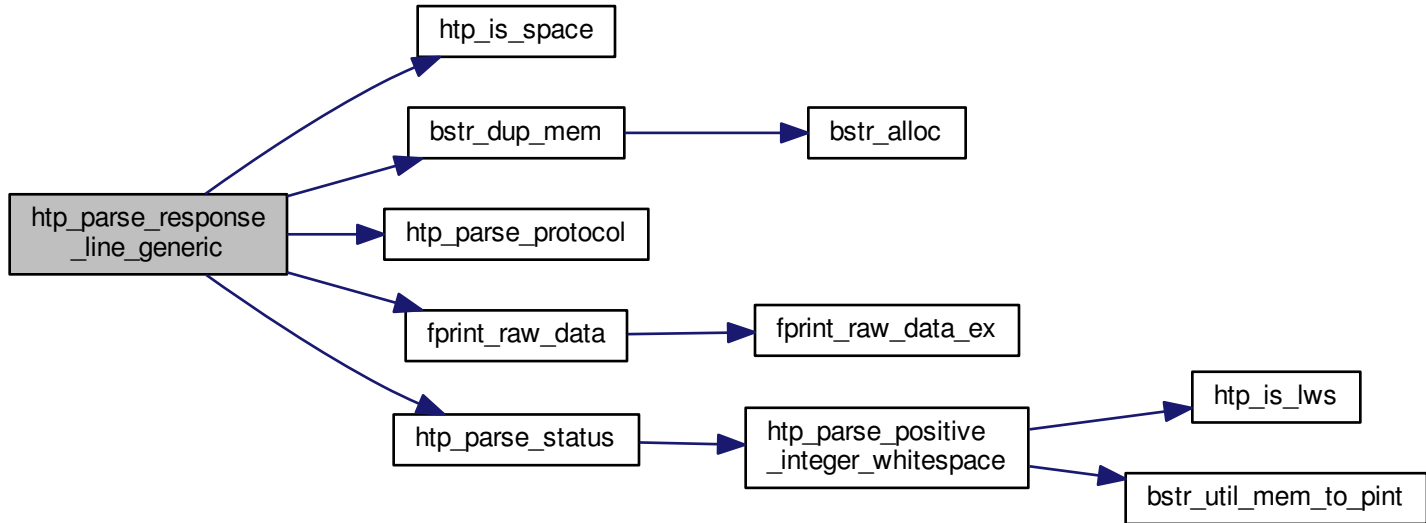 htp_is_space
bstr_dup_mem
bstr_alloc
htp_parse_response
_line_generic
htp_parse_protocol
fprint_raw_data
fprint_raw_data_ex
htp_parse_status
htp_parse_positive
_integer_whitespace
htp_is_lws
bstr_util_mem_to_pint